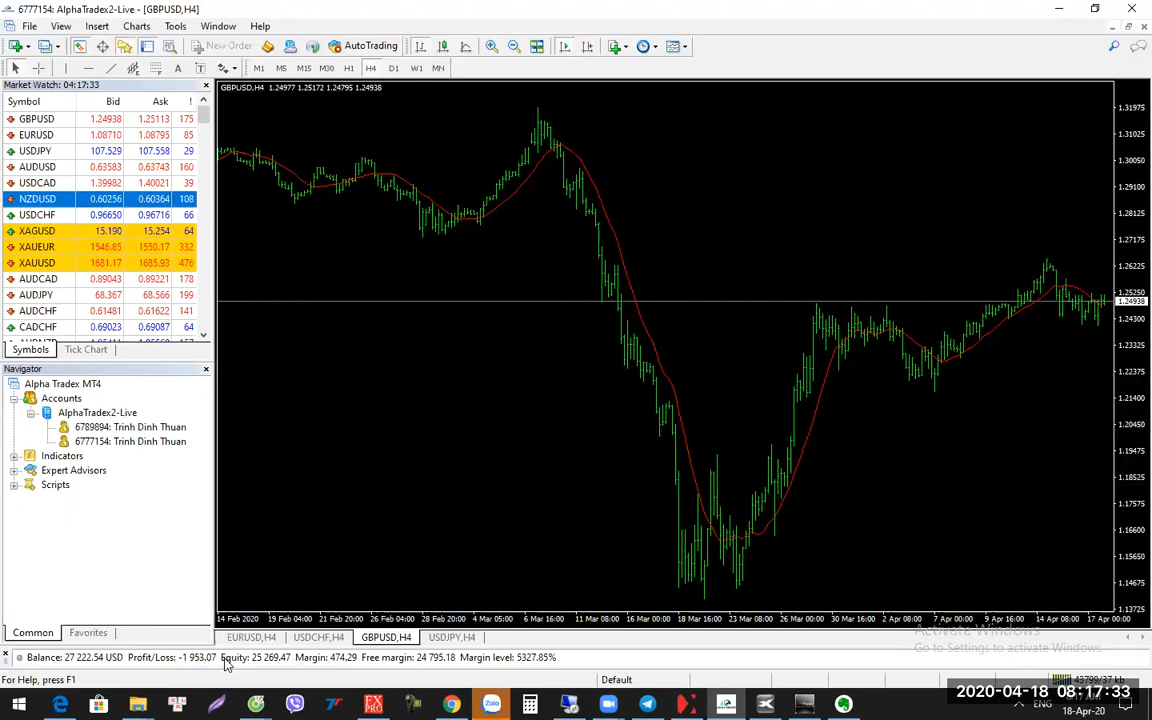 6777154: AlphaTradex2-Live - [GBPUSD,H4]
File View Insert Charts Tools Window Help
New Order AutoTrading
A T M1 M5 M15 M30 H1 H4 D1 W1 MN
Market Watch: 04:17:33
Symbol Bid Ask !
GBPUSD 1.24938 1.25113 175
EURUSD 1.08710 1.08795 85
USDJPY 107.529 107.558 29
AUDUSD 0.63583 0.63743 160
USDCAD 1.39982 1.40021 39
NZDUSD 0.60256 0.60364 108
USDCHF 0.96650 0.96716 66
XAGUSD 15.190 15.254 64
XAUEUR 1546.85 1550.17 332
XAUUSD 1681.17 1685.93 476
AUDCAD 0.89043 0.89221 178
AUDJPY 68.367 68.566 199
AUDCHF 0.61481 0.61622 141
CADCHF 0.69023 0.69087 64
Symbols Tick Chart
Navigator
Alpha Tradex MT4
Accounts
AlphaTradex2-Live
6789894: Trinh Dinh Thuan
6777154: Trinh Dinh Thuan
Indicators
Expert Advisors
Scripts
Common Favorites
GBPUSD,H4 1.24977 1.25172 1.24795 1.24938
1.31975
1.31025
1.30050
1.29100
1.28125
1.27175
1.26225
1.25250
1.24938
1.24300
1.23325
1.22375
1.21400
1.20450
1.19475
1.18525
1.17575
1.16600
1.15650
1.14675
1.13725
14 Feb 2020 19 Feb 04:00 21 Feb 20:00 26 Feb 04:00 28 Feb 20:00 4 Mar 05:00 6 Mar 16:00 11 Mar 08:00 16 Mar 00:00 18 Mar 16:00 23 Mar 08:00 26 Mar 00:00 30 Mar 16:00 2 Apr 08:00 7 Apr 00:00 9 Apr 16:00 14 Apr 08:00 17 Apr 00:00
EURUSD,H4 USDCHF,H4 GBPUSD,H4 USDJPY,H4
Activate Windows
Go to Settings to activate Windows.
Balance: 27 222.54 USD Profit/Loss: -1 953.07 Equity: 25 269.47 Margin: 474.29 Free margin: 24 795.18 Margin level: 5327.85%
For Help, press F1 Default 43799/37 kb
Zalo
ENG
2020-04-18 08:17:33
18-Apr-20